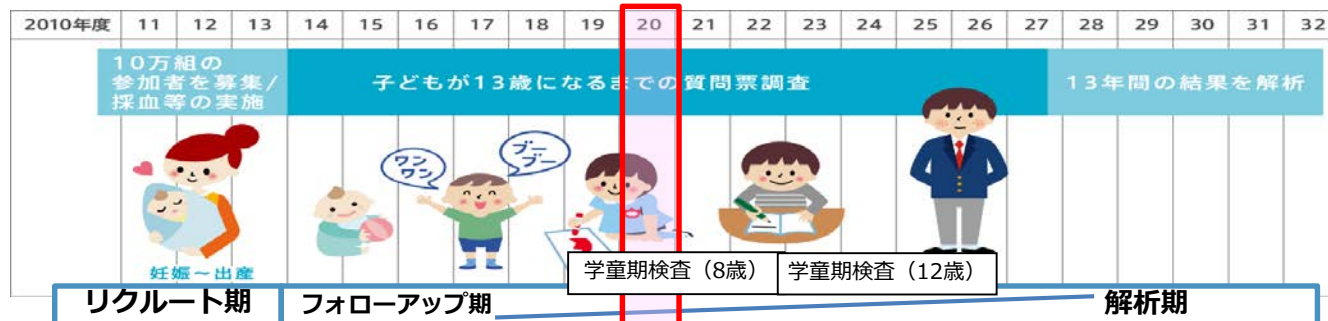 2010年度 11 12 13 14 15 16 17 18 19 20 21 22 23 24 25 26 27 28 29 30 31 32
10万組の
参加者を募集/
採血等の実施
子どもが13歳になるまでの質問票調査
13年間の結果を解析
ワン
ワン
ブー
ブー
妊娠～出産
学童期検査（8歳）
学童期検査（12歳）
リクルート期
フォローアップ期
解析期